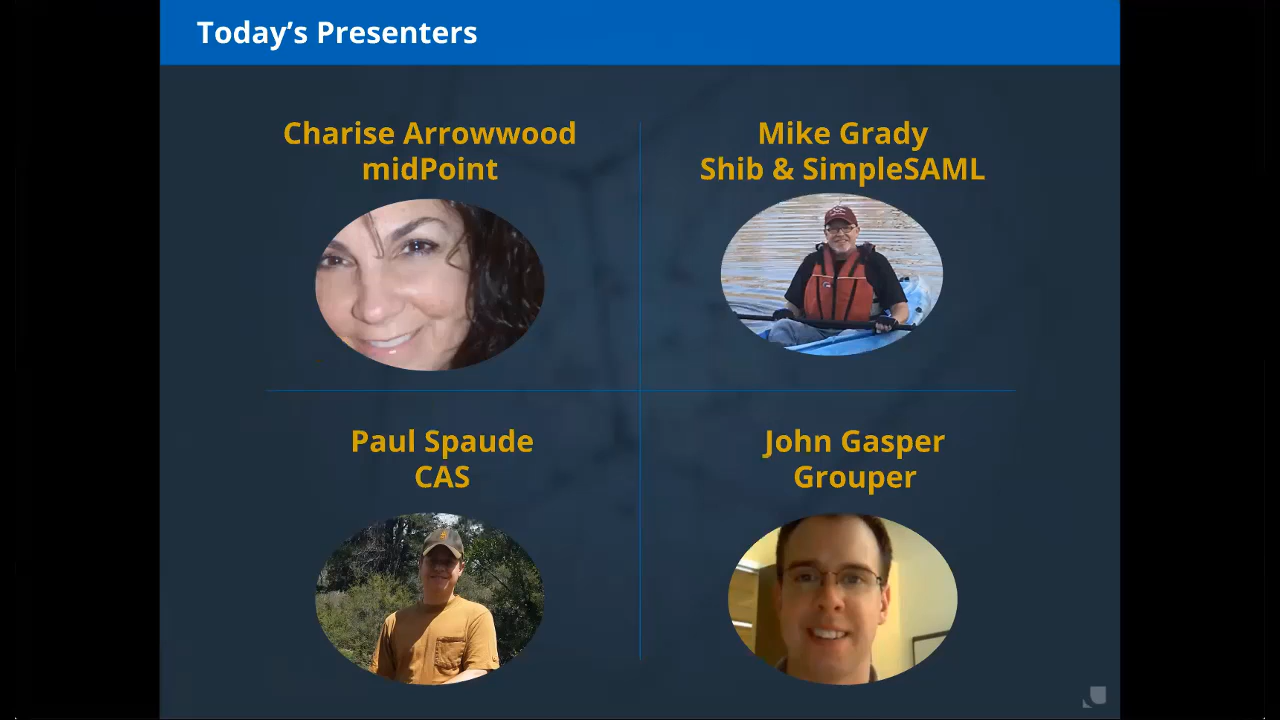 Today’s Presenters
Charise Arrowwood
midPoint
Mike Grady
Shib & SimpleSAML
Paul Spaude
CAS
John Gasper
Grouper